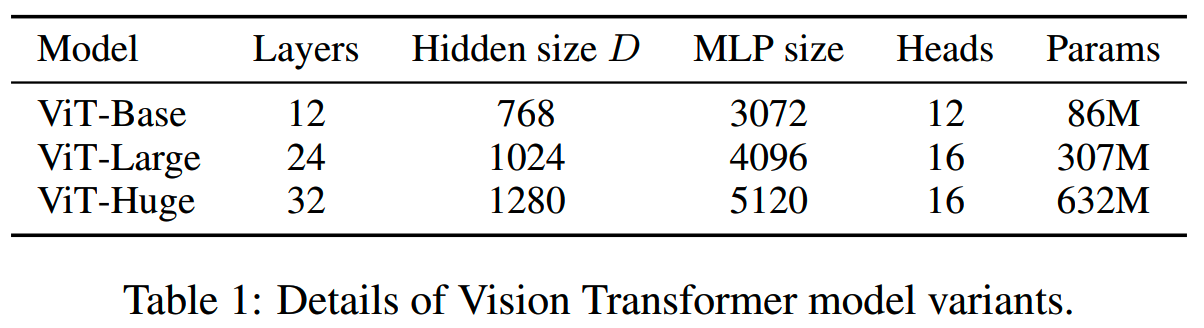 Model Layers Hidden size D MLP size Heads Params
ViT-Base 12 768 3072 12 86M
ViT-Large 24 1024 4096 16 307M
ViT-Huge 32 1280 5120 16 632M
Table 1: Details of Vision Transformer model variants.